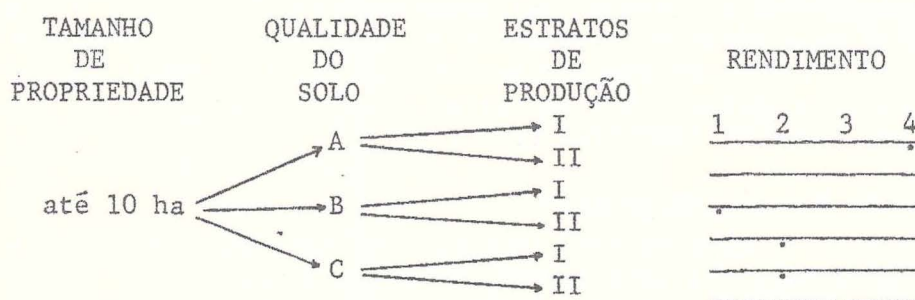 TAMANHO QUALIDADE ESTRATOS
DE DO DE RENDIMENTO
PROPRIEDADE SOLO PRODUÇÃO
I 1 2 3 4
A
II
I
até 10 ha B
II
I
C
II